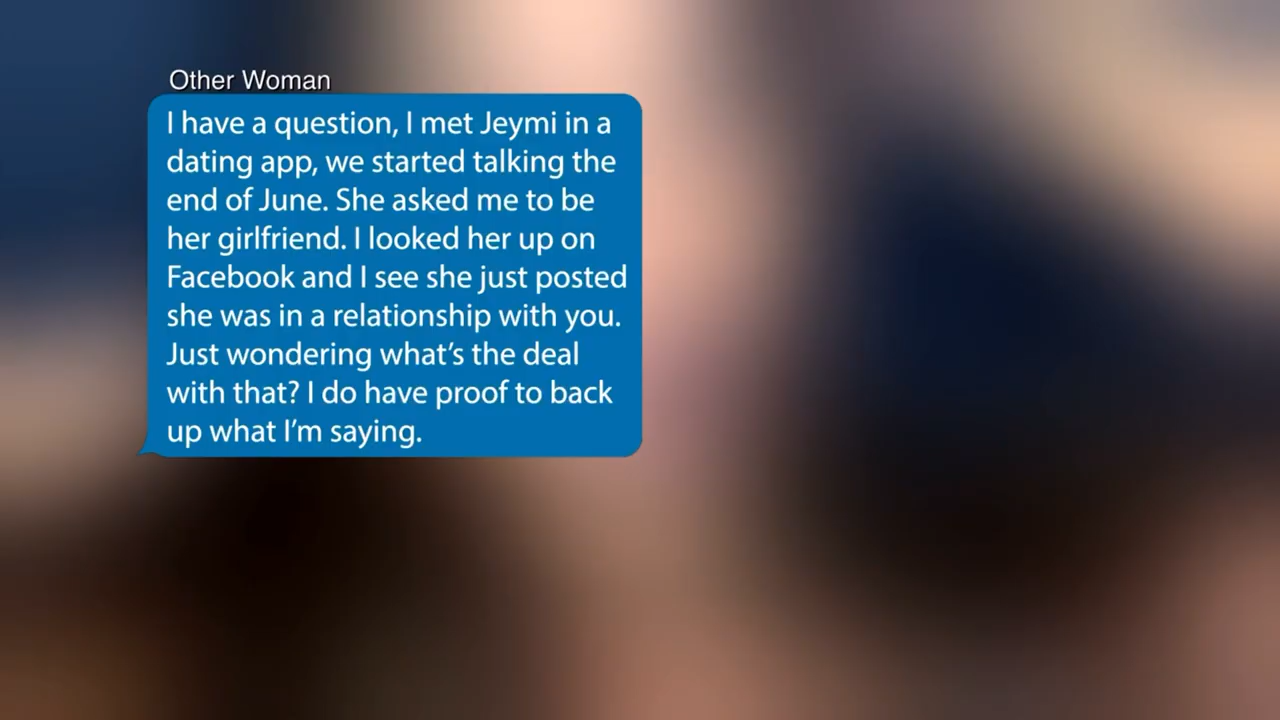 Other Woman
I have a question, I met Jeymi in a
dating app, we started talking the
end of June. She asked me to be
her girlfriend. I looked her up on
Facebook and I see she just posted
she was in a relationship with you.
Just wondering what’s the deal
with that? I do have proof to back
up what I’m saying.